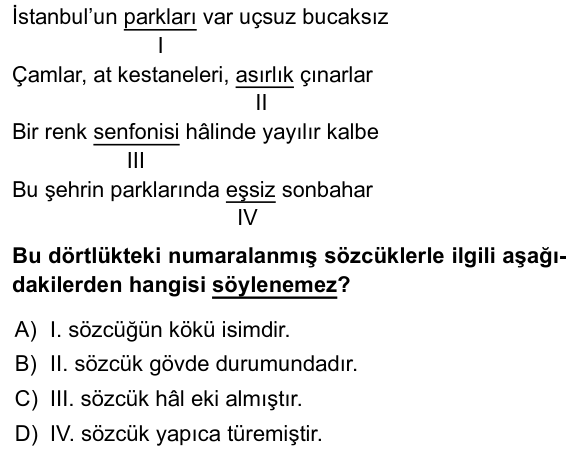 İstanbul'un parkları var uçsuz bucaksız
I
Çamlar, at kestaneleri, asırlık çınarlar
II
Bir renk senfonisi hâlinde yayılır kalbe
III
Bu şehrin parklarında eşsiz sonbahar
IV
Bu dörtlükteki numaralanmış sözcüklerle ilgili aşağı-
dakilerden hangisi söylenemez?
A) I. sözcüğün kökü isimdir.
B) II. sözcük gövde durumundadır.
C) III. sözcük hâl eki almıştır.
D) IV. sözcük yapıca türemiştir.